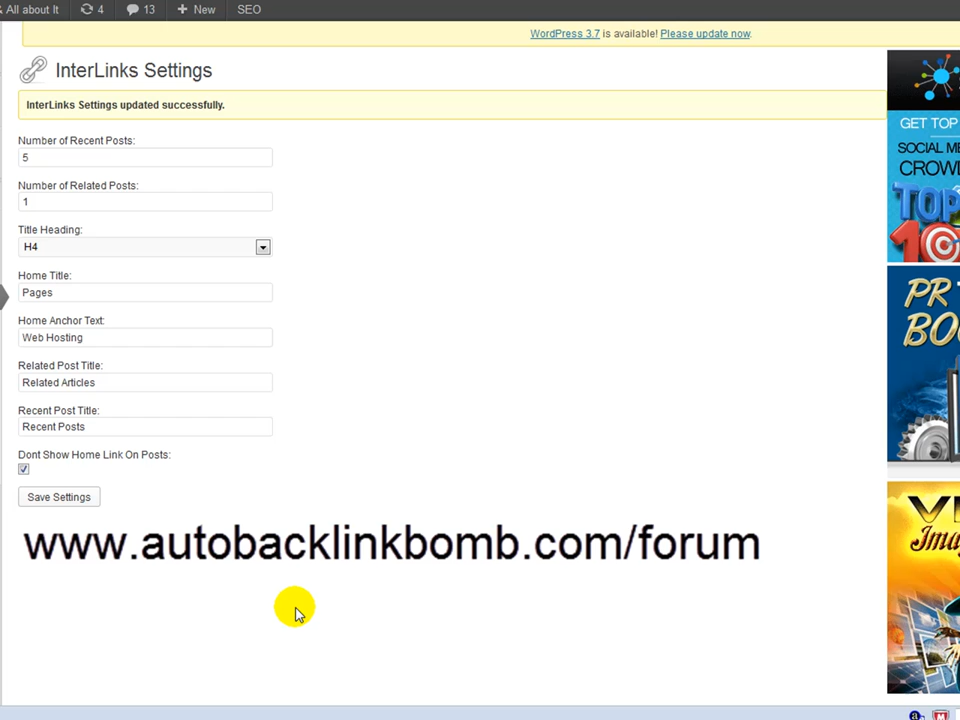 & All about It 4 13 + New SEO
WordPress 3.7 is available! Please update now.
InterLinks Settings
InterLinks Settings updated successfully.
Number of Recent Posts:
5
Number of Related Posts:
1
Title Heading:
H4
Home Title:
Pages
Home Anchor Text:
Web Hosting
Related Post Title:
Related Articles
Recent Post Title:
Recent Posts
Dont Show Home Link On Posts:
Save Settings
www.autobacklinkbomb.com/forum
GET TOP
SOCIAL ME
CROWD
TOP
10
PR
BO
VI
Ima